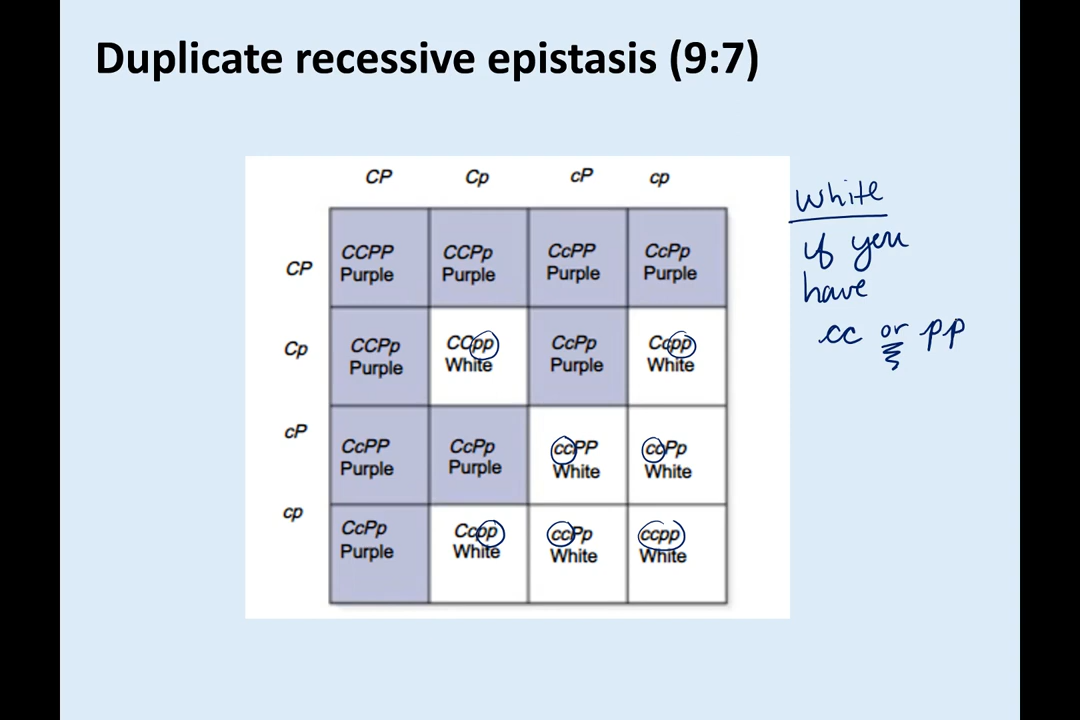 Duplicate recessive epistasis (9:7)
CP Cp cP cp
CP
CCPP
Purple
CCPp
Purple
CcPP
Purple
CcPp
Purple
Cp
CCPp
Purple
CCpp
White
CcPp
Purple
Ccpp
White
cP
CcPP
Purple
CcPp
Purple
ccPP
White
ccPp
White
cp
CcPp
Purple
Ccpp
White
ccPp
White
ccpp
White
White
if you
have
cc or pp